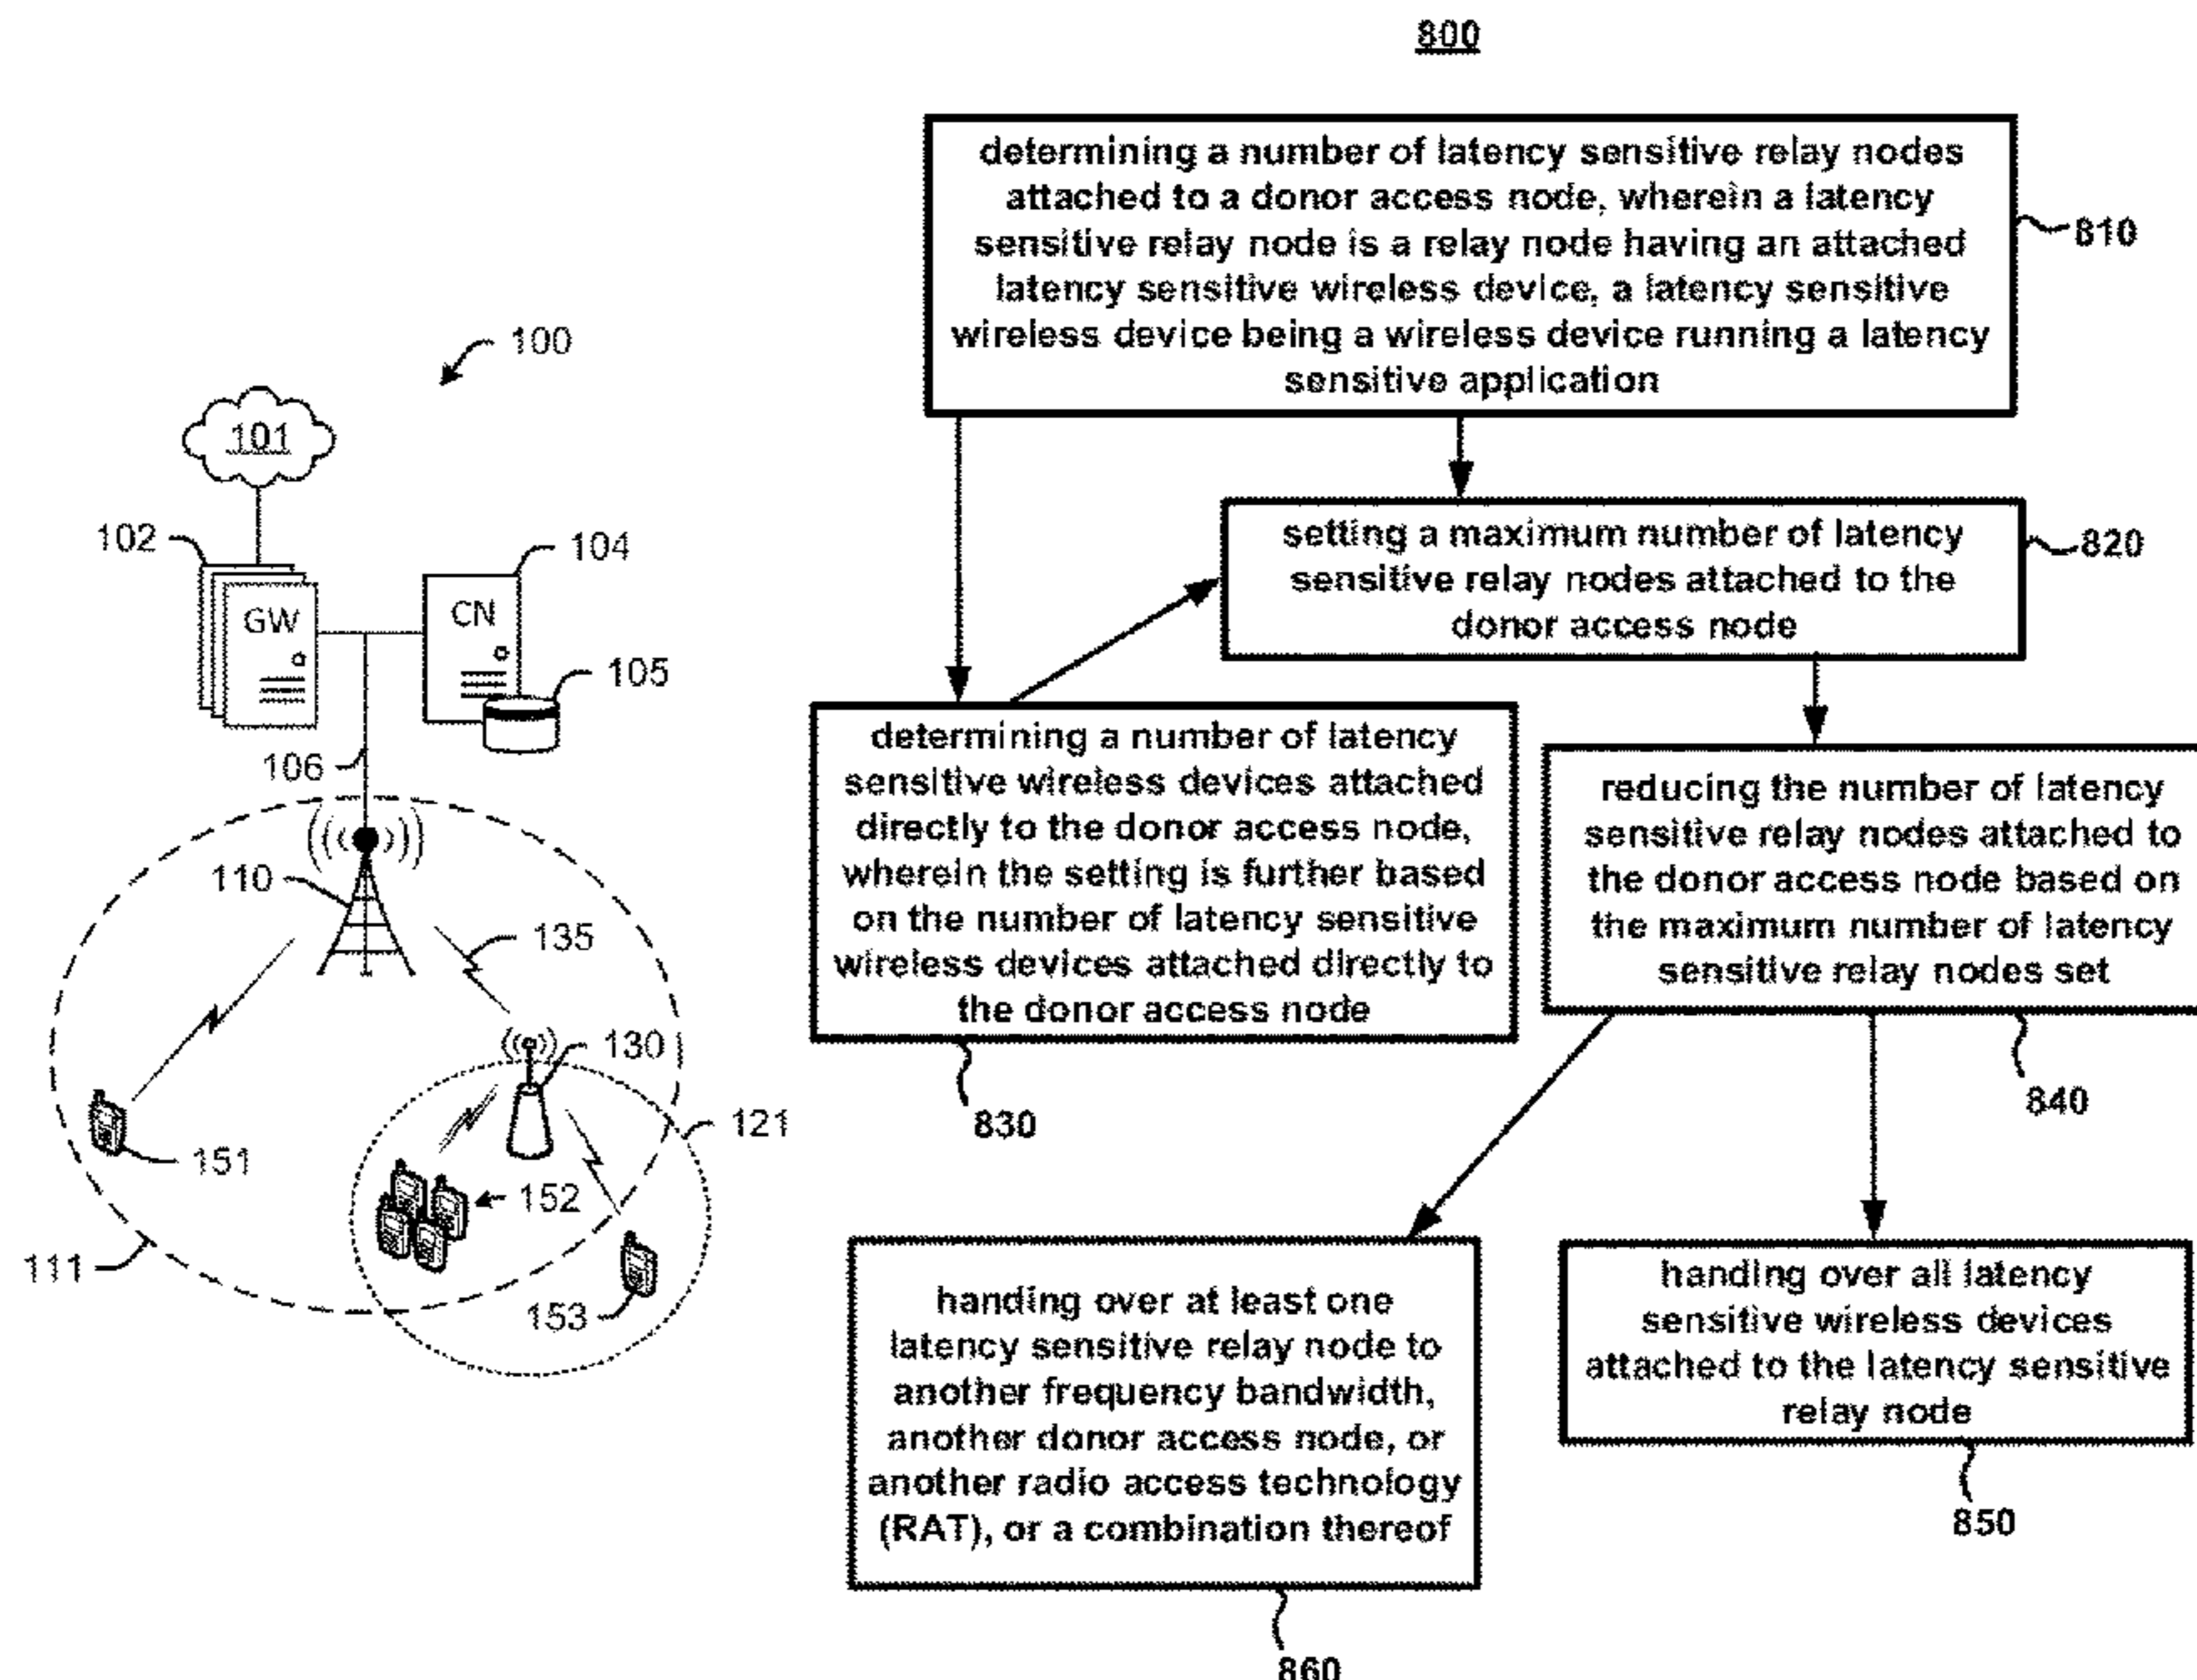 800
determining a number of latency sensitive relay nodes
attached to a donor access node, wherein a latency
sensitive relay node is a relay node having an attached
latency sensitive wireless device, a latency sensitive
wireless device being a wireless device running a latency
sensitive application
810
setting a maximum number of latency
sensitive relay nodes attached to the
donor access node
820
determining a number of latency
sensitive wireless devices attached
directly to the donor access node,
wherein the setting is further based
on the number of latency sensitive
wireless devices attached directly to
the donor access node
830
reducing the number of latency
sensitive relay nodes attached to
the donor access node based on
the maximum number of latency
sensitive relay nodes set
840
handing over at least one
latency sensitive relay node to
another frequency bandwidth,
another donor access node, or
another radio access technology
(RAT), or a combination thereof
860
handing over all latency
sensitive wireless devices
attached to the latency sensitive
relay node
850
100
101
102
104
GW
CN
105
106
110
135
130
121
151
152
111
153